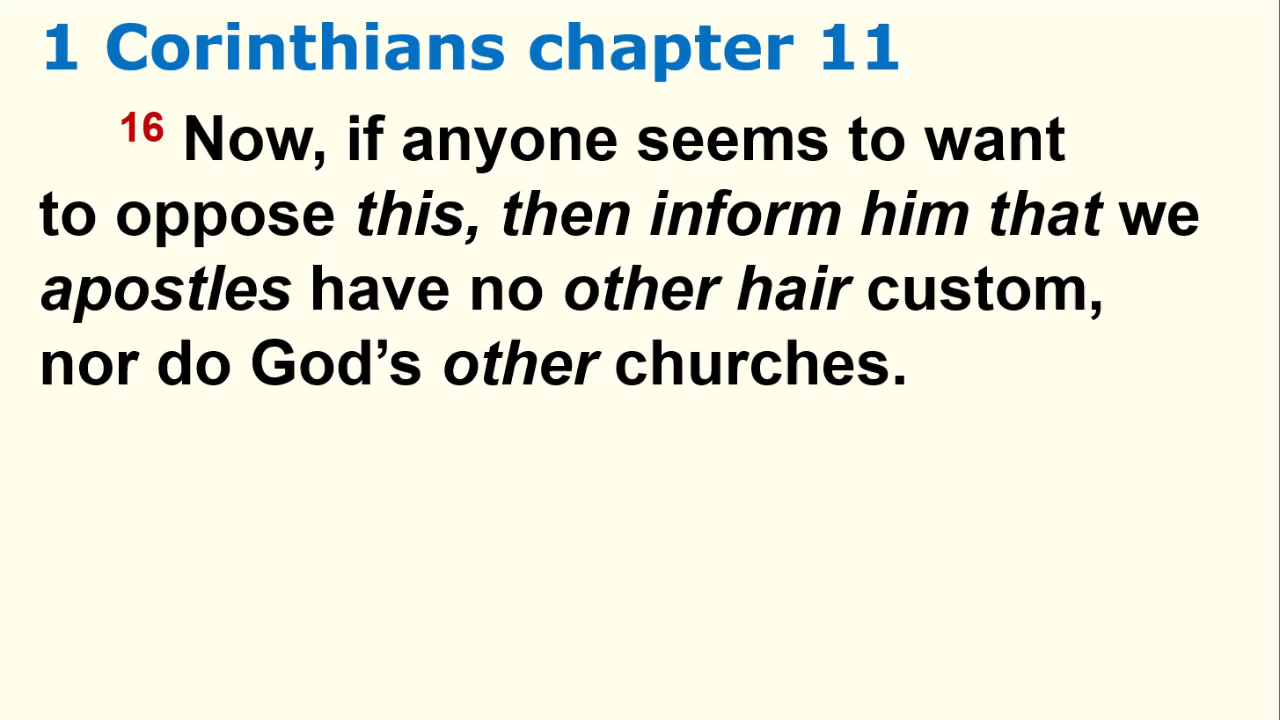 1 Corinthians chapter 11
16 Now, if anyone seems to want
to oppose this, then inform him that we
apostles have no other hair custom,
nor do God’s other churches.